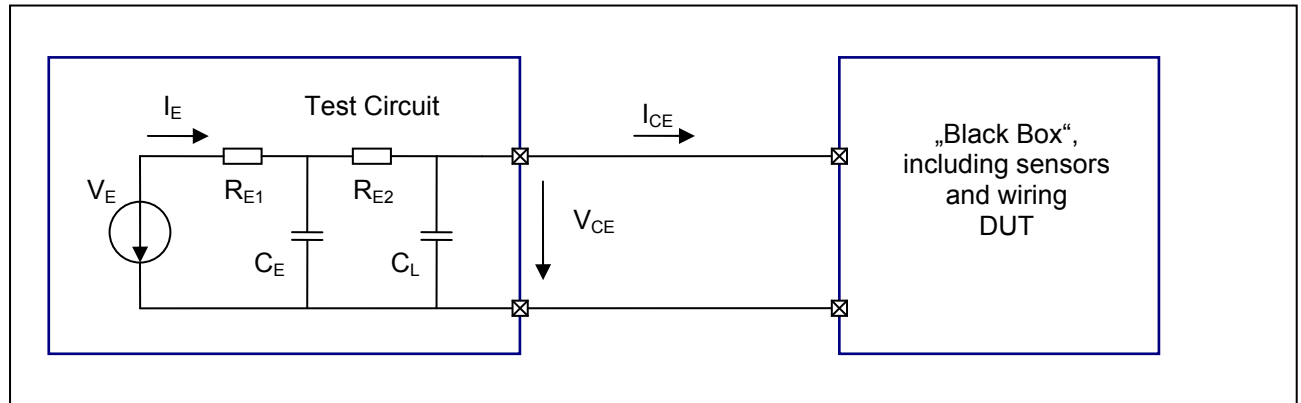 Test Circuit
I_E
V_E
R_E1
R_E2
C_E
C_L
I_CE
V_CE
„Black Box“,
including sensors
and wiring
DUT